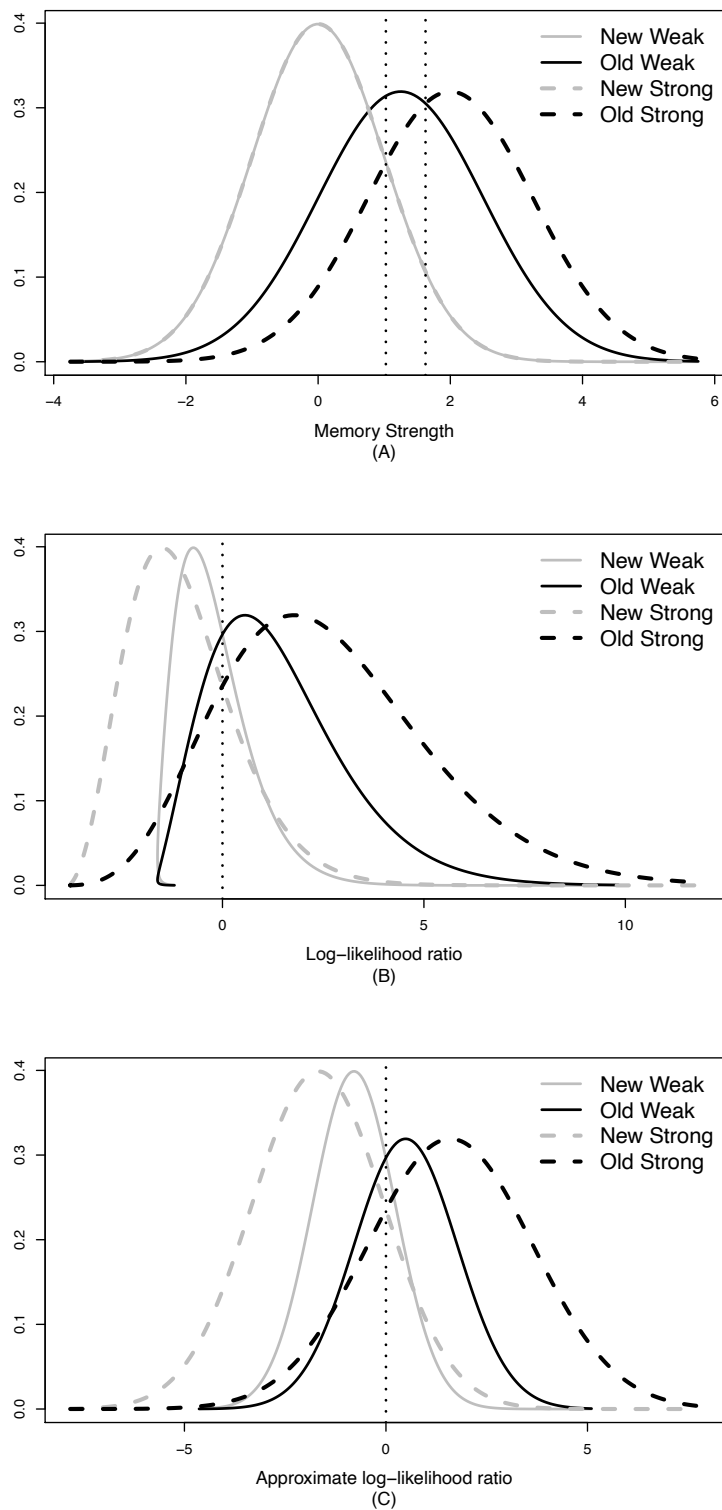 0.4
0.3
0.2
0.1
0.0
New Weak
Old Weak
New Strong
Old Strong
−4 −2 0 2 4 6
Memory Strength
(A)
0.4
0.3
0.2
0.1
0.0
New Weak
Old Weak
New Strong
Old Strong
0 5 10
Log−likelihood ratio
(B)
0.4
0.3
0.2
0.1
0.0
New Weak
Old Weak
New Strong
Old Strong
−5 0 5
Approximate log−likelihood ratio
(C)